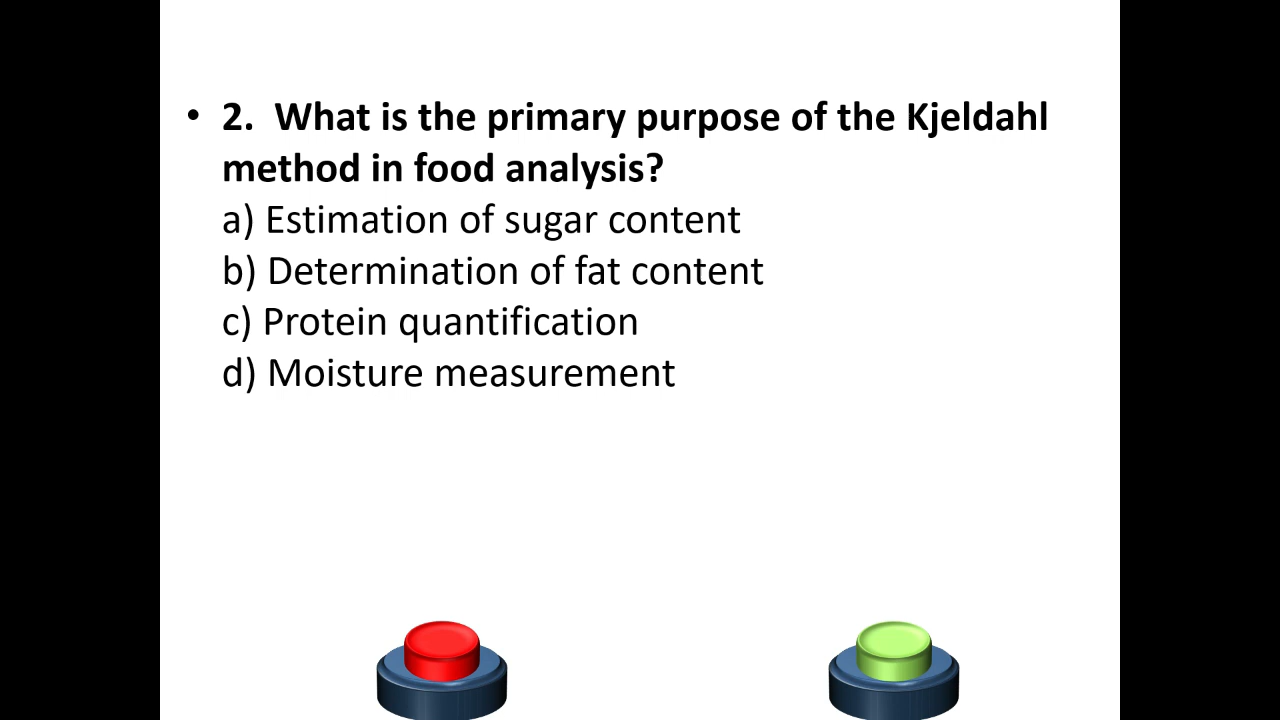 • 2.  What is the primary purpose of the Kjeldahl
method in food analysis?
a) Estimation of sugar content
b) Determination of fat content
c) Protein quantification
d) Moisture measurement